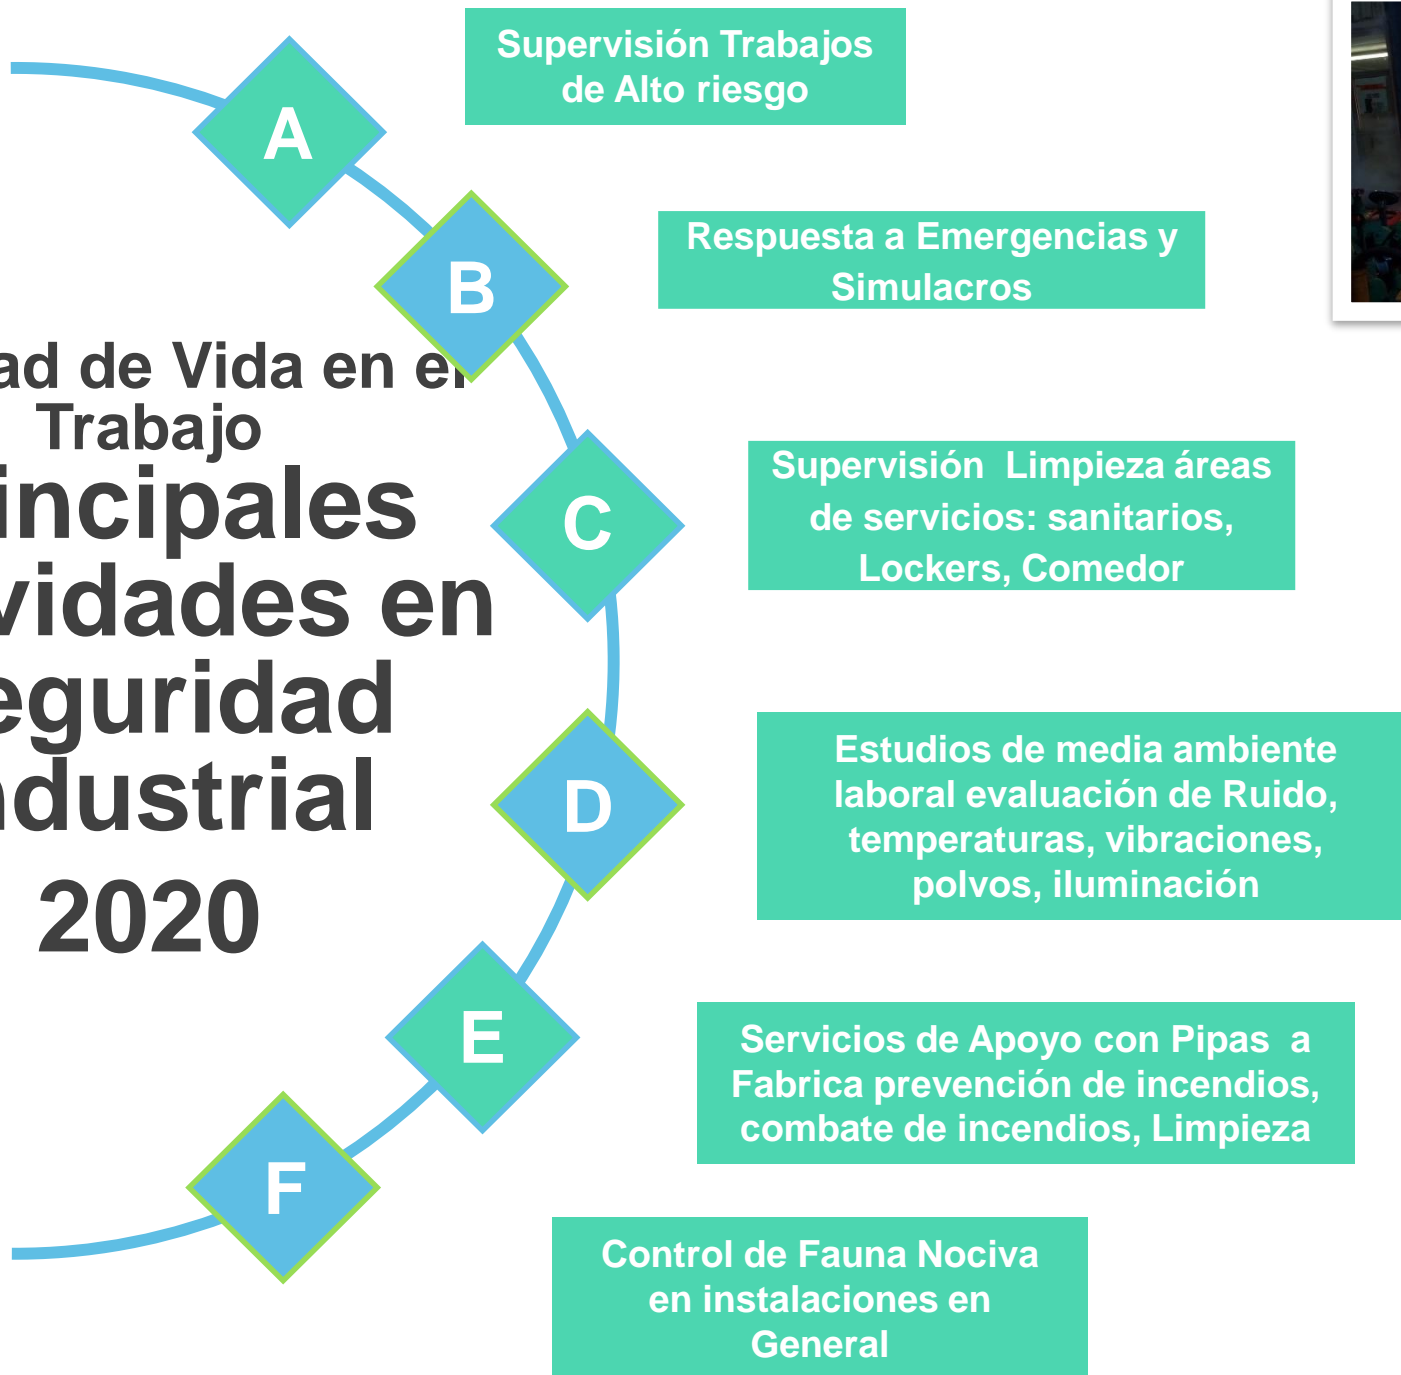 A
Supervisión Trabajos
de Alto riesgo
B
Respuesta a Emergencias y
Simulacros
ad de Vida en el
Trabajo
incipales
vidades en
eguridad
ndustrial
2020
C
Supervisión  Limpieza áreas
de servicios: sanitarios,
Lockers, Comedor
D
Estudios de media ambiente
laboral evaluación de Ruido,
temperaturas, vibraciones,
polvos, iluminación
E
Servicios de Apoyo con Pipas  a
Fabrica prevención de incendios,
combate de incendios, Limpieza
F
Control de Fauna Nociva
en instalaciones en
General